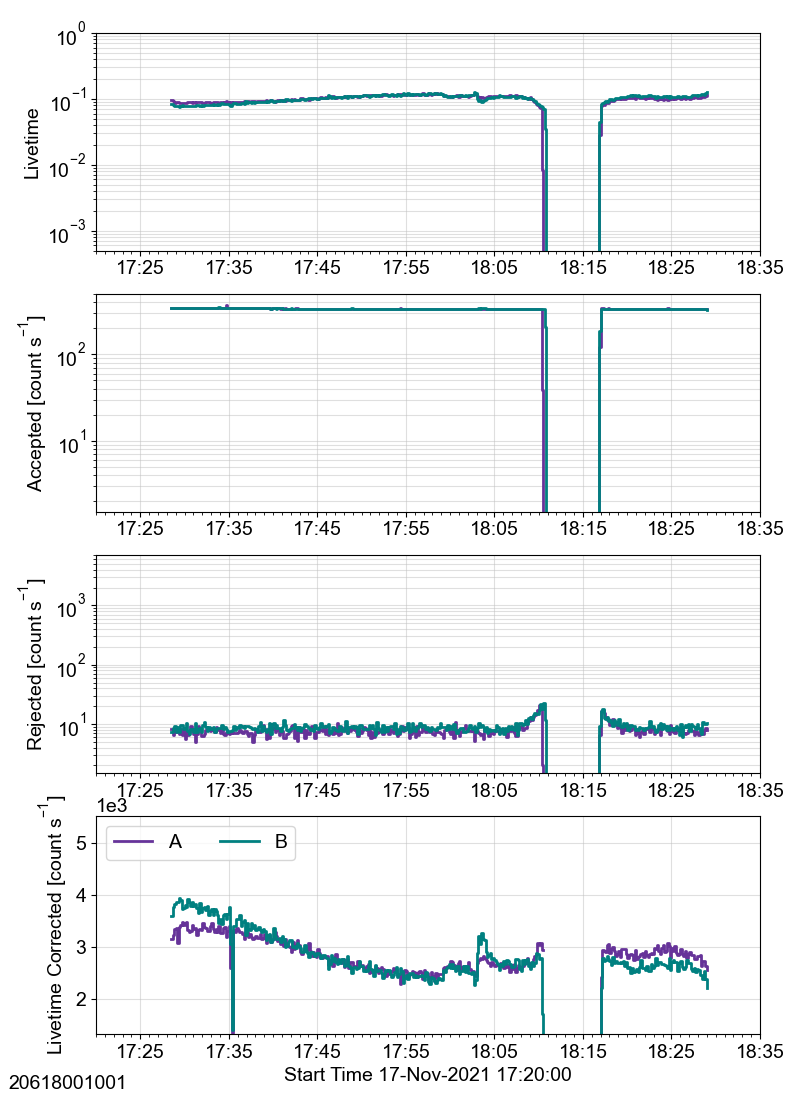 10^0
10^-1
10^-2
10^-3
Livetime
17:25 17:35 17:45 17:55 18:05 18:15 18:25 18:35
10^2
10^1
Accepted [count s^-1]
17:25 17:35 17:45 17:55 18:05 18:15 18:25 18:35
10^3
10^2
10^1
Rejected [count s^-1]
17:25 17:35 17:45 17:55 18:05 18:15 18:25 18:35
1e3
A B
5
4
3
2
Livetime Corrected [count s^-1]
17:25 17:35 17:45 17:55 18:05 18:15 18:25 18:35
Start Time 17-Nov-2021 17:20:00
20618001001